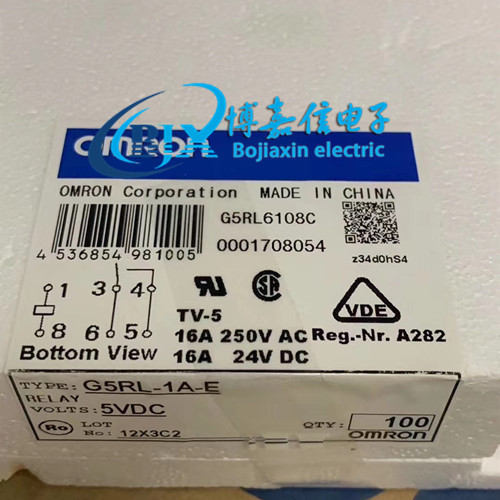 博嘉信电子
BJX
OMRON
Bojiaxin electric
OMRON Corporation MADE IN CHINA
G5RL6108C
4 536854 981005
0001708054
z34d0hS4
1 3 4
8 6 5
Bottom View
TV-5
16A 250V AC
16A 24V DC
VDE
Reg.-Nr. A282
TYPE: G5RL-1A-E
RELAY
VOLTS: 5VDC
Ro
LOT
No: 12X3C2
QTY: 100
OMRON